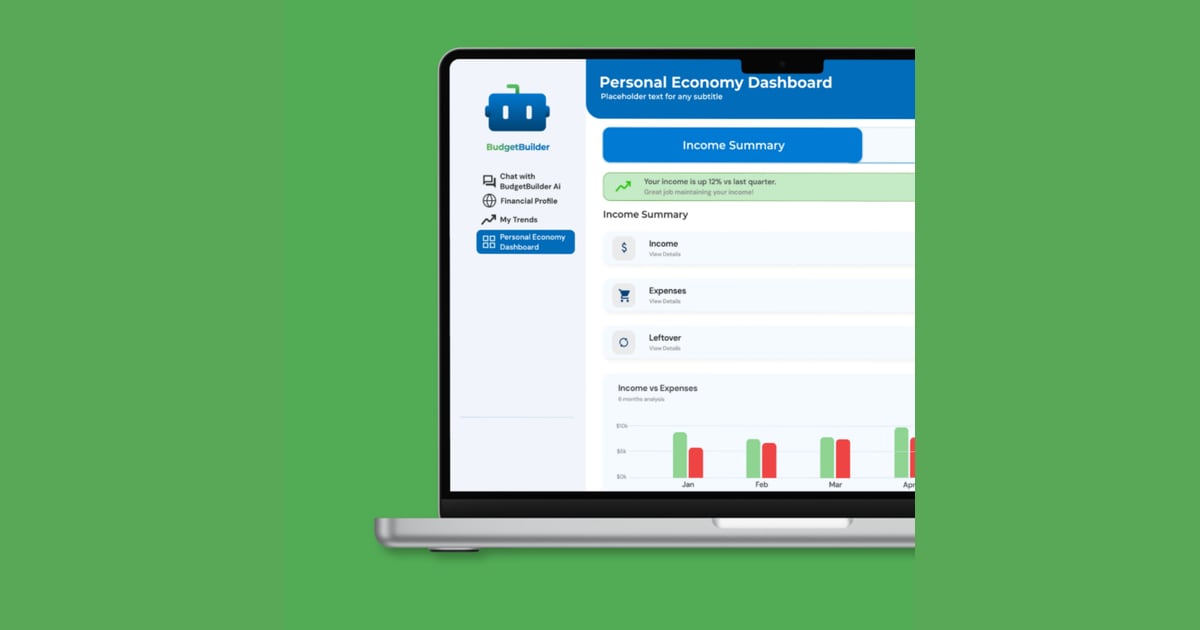 Personal Economy Dashboard
Placeholder text for any subtitle
BudgetBuilder
Chat with
BudgetBuilder Ai
Financial Profile
My Trends
Personal Economy
Dashboard
Income Summary
Your income is up 12% vs last quarter.
Great job maintaining your income!
Income Summary
$
Income
View Details
Expenses
View Details
Leftover
View Details
Income vs Expenses
6 months analysis
$10k
$5k
$0k
Jan Feb Mar Apr